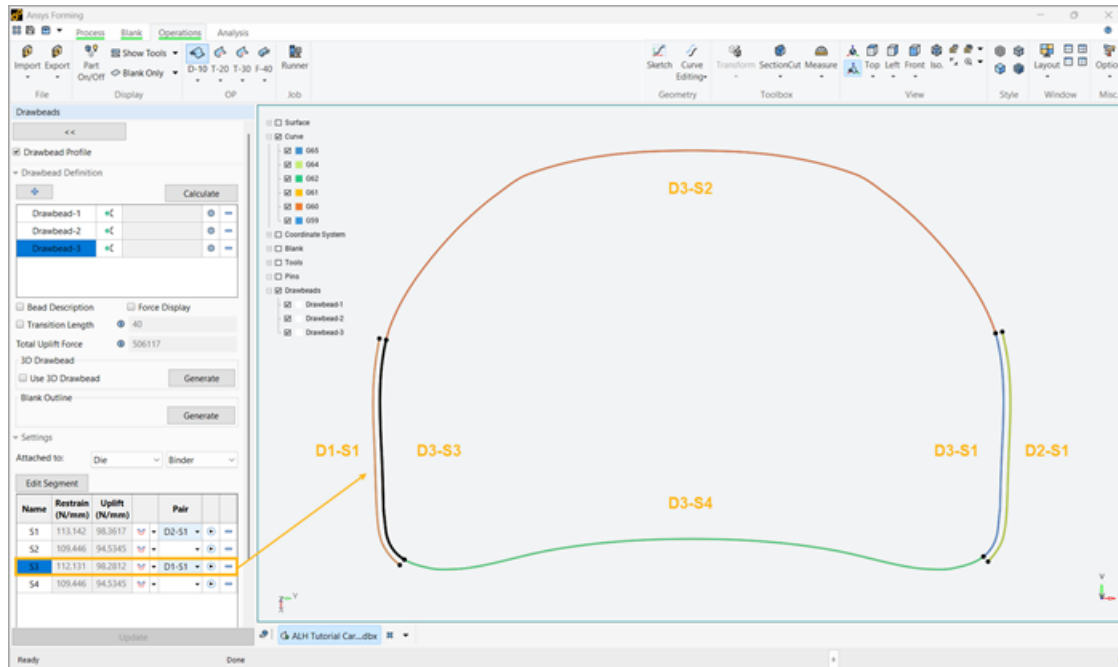 Ansys Forming
Process Blank Operations Analysis
Import Export Part On/Off Show Tools Blank Only D-10 T-20 T-30 F-40 Runner Sketch Curve Editing Transform SectionCut Measure Top Left Front Iso. Layout Optio
File Display OP Job Geometry Toolbox View Style Window Misc.
Drawbeads
<<
Drawbead Profile
Drawbead Definition
Calculate
Drawbead-1
Drawbead-2
Drawbead-3
Bead Description Force Display
Transition Length 40
Total Uplift Force 506117
3D Drawbead
Use 3D Drawbead Generate
Blank Outline
Generate
Settings
Attached to: Die Binder
Edit Segment
Name Restrain (N/mm) Uplift (N/mm) Pair
S1 113.142 98.3617 D2-S1
S2 109.446 94.5345
S3 112.131 98.2812 D1-S1
S4 109.446 94.5345
Update
Ready Done
Surface
Curve
G65
G64
G62
G61
G60
G59
Coordinate System
Blank
Tools
Pins
Drawbeads
Drawbead-1
Drawbead-2
Drawbead-3
D3-S2
D1-S1 D3-S3 D3-S1 D2-S1
D3-S4
Z Y
Y
ALH Tutorial Car...dbx